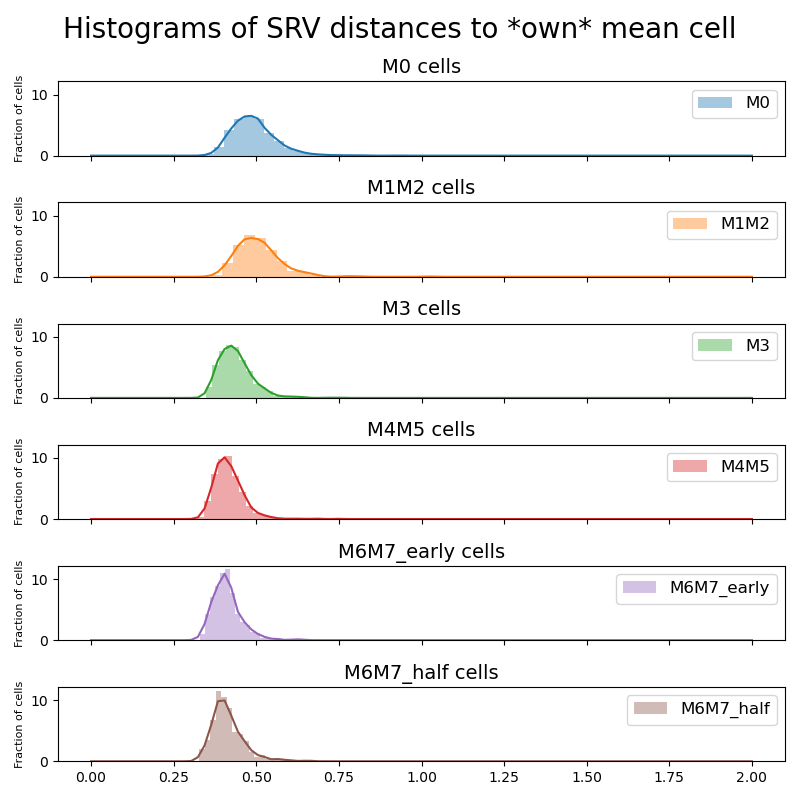 Histograms of SRV distances to *own* mean cell
M0 cells
Fraction of cells
10
0
M0
M1M2 cells
Fraction of cells
10
0
M1M2
M3 cells
Fraction of cells
10
0
M3
M4M5 cells
Fraction of cells
10
0
M4M5
M6M7_early cells
Fraction of cells
10
0
M6M7_early
M6M7_half cells
Fraction of cells
10
0
M6M7_half
0.00 0.25 0.50 0.75 1.00 1.25 1.50 1.75 2.00